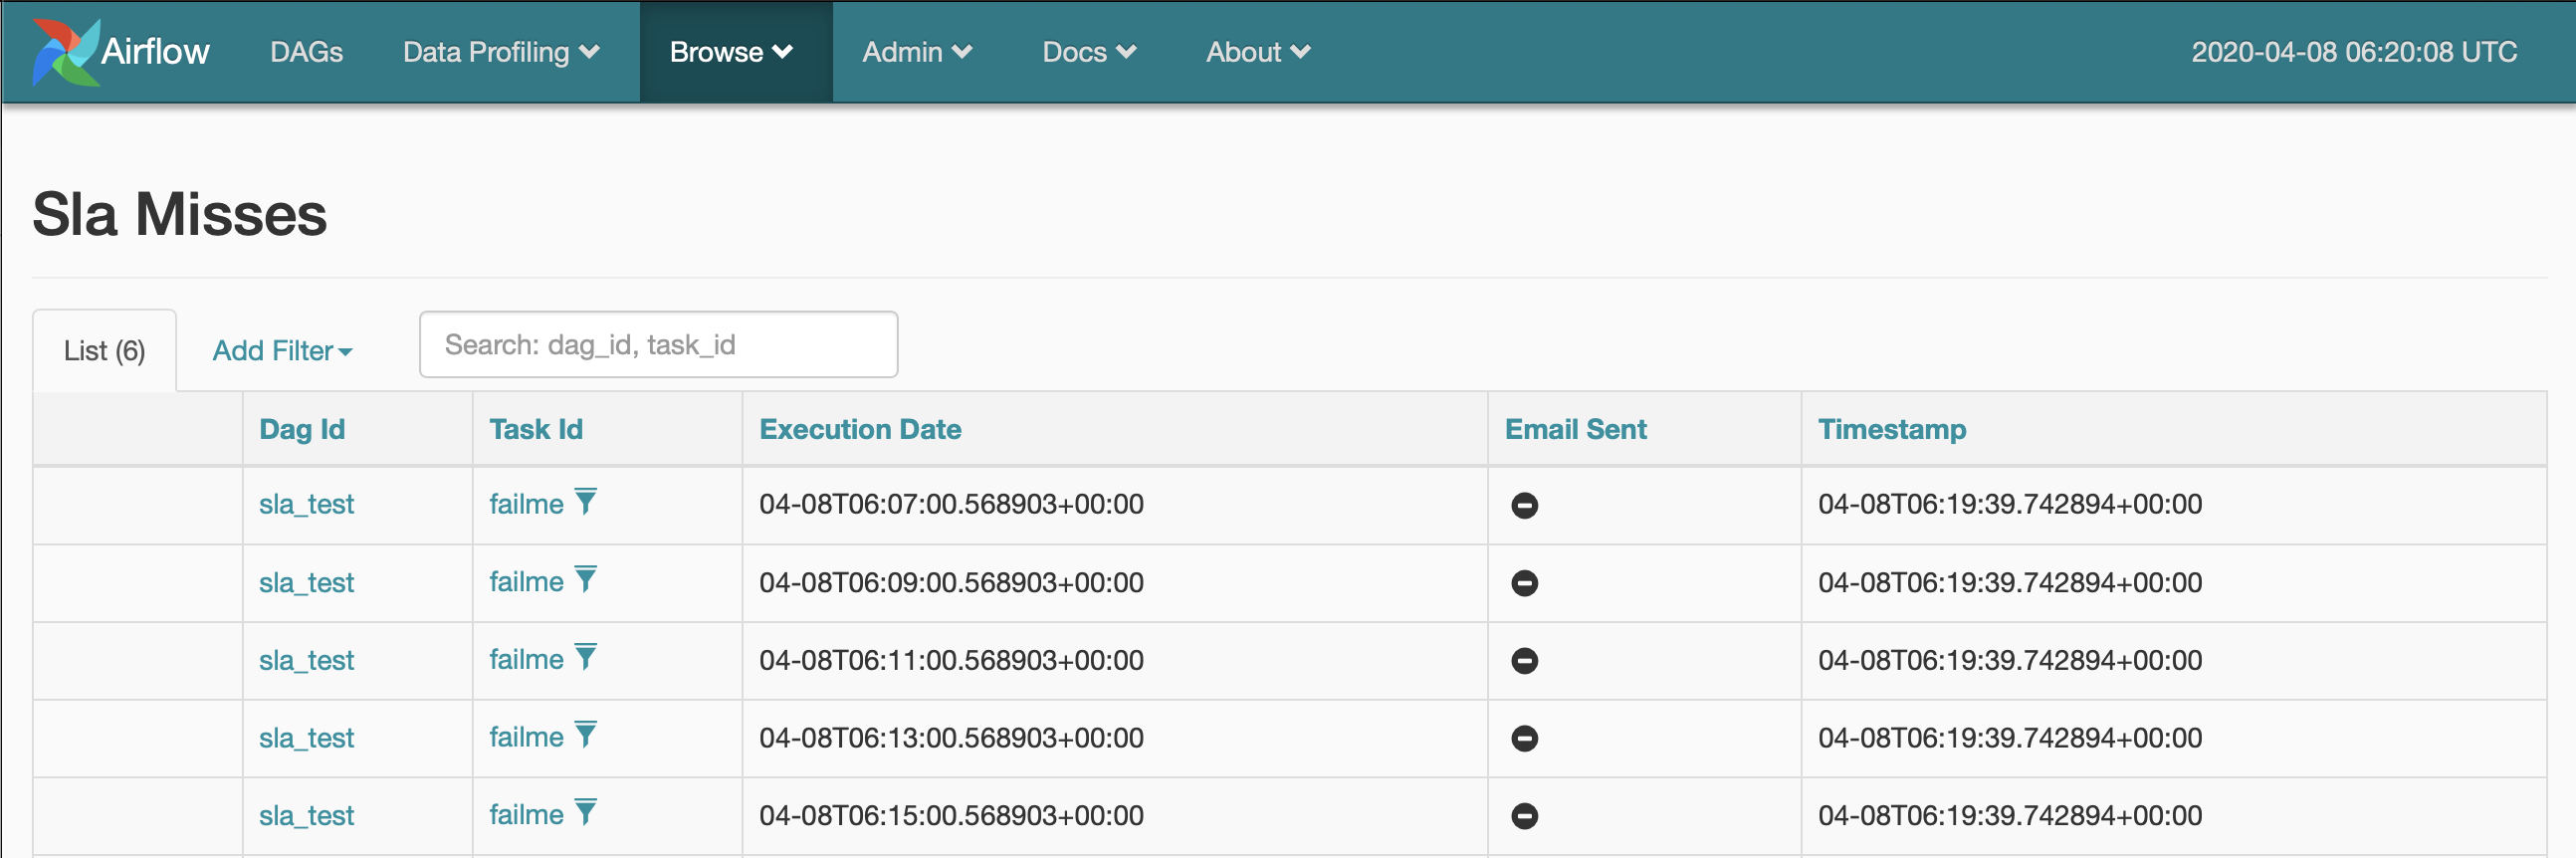 Airflow DAGs Data Profiling Browse Admin Docs About 2020-04-08 06:20:08 UTC
Sla Misses
List (6) Add Filter Search: dag_id, task_id
Dag Id Task Id Execution Date Email Sent Timestamp
sla_test failme 04-08T06:07:00.568903+00:00 04-08T06:19:39.742894+00:00
sla_test failme 04-08T06:09:00.568903+00:00 04-08T06:19:39.742894+00:00
sla_test failme 04-08T06:11:00.568903+00:00 04-08T06:19:39.742894+00:00
sla_test failme 04-08T06:13:00.568903+00:00 04-08T06:19:39.742894+00:00
sla_test failme 04-08T06:15:00.568903+00:00 04-08T06:19:39.742894+00:00